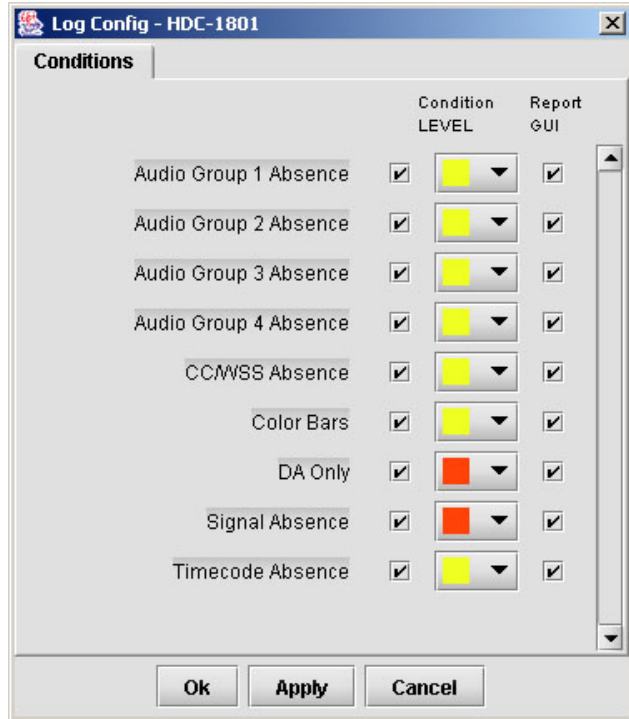 Log Config - HDC-1801
Conditions
Condition LEVEL
Report GUI
Audio Group 1 Absence
Audio Group 2 Absence
Audio Group 3 Absence
Audio Group 4 Absence
CC/WSS Absence
Color Bars
DA Only
Signal Absence
Timecode Absence
Ok Apply Cancel